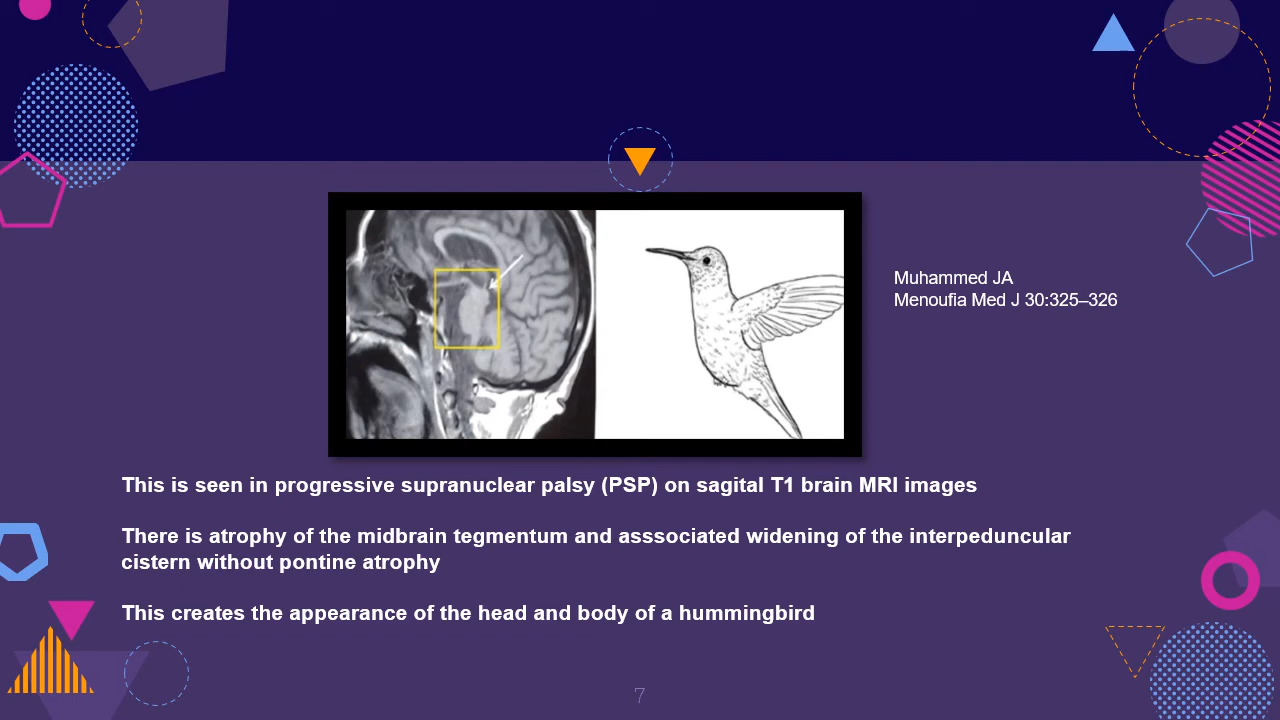 Muhammed JA
Menoufia Med J 30:325–326
This is seen in progressive supranuclear palsy (PSP) on sagital T1 brain MRI images
There is atrophy of the midbrain tegmentum and asssociated widening of the interpeduncular
cistern without pontine atrophy
This creates the appearance of the head and body of a hummingbird
7